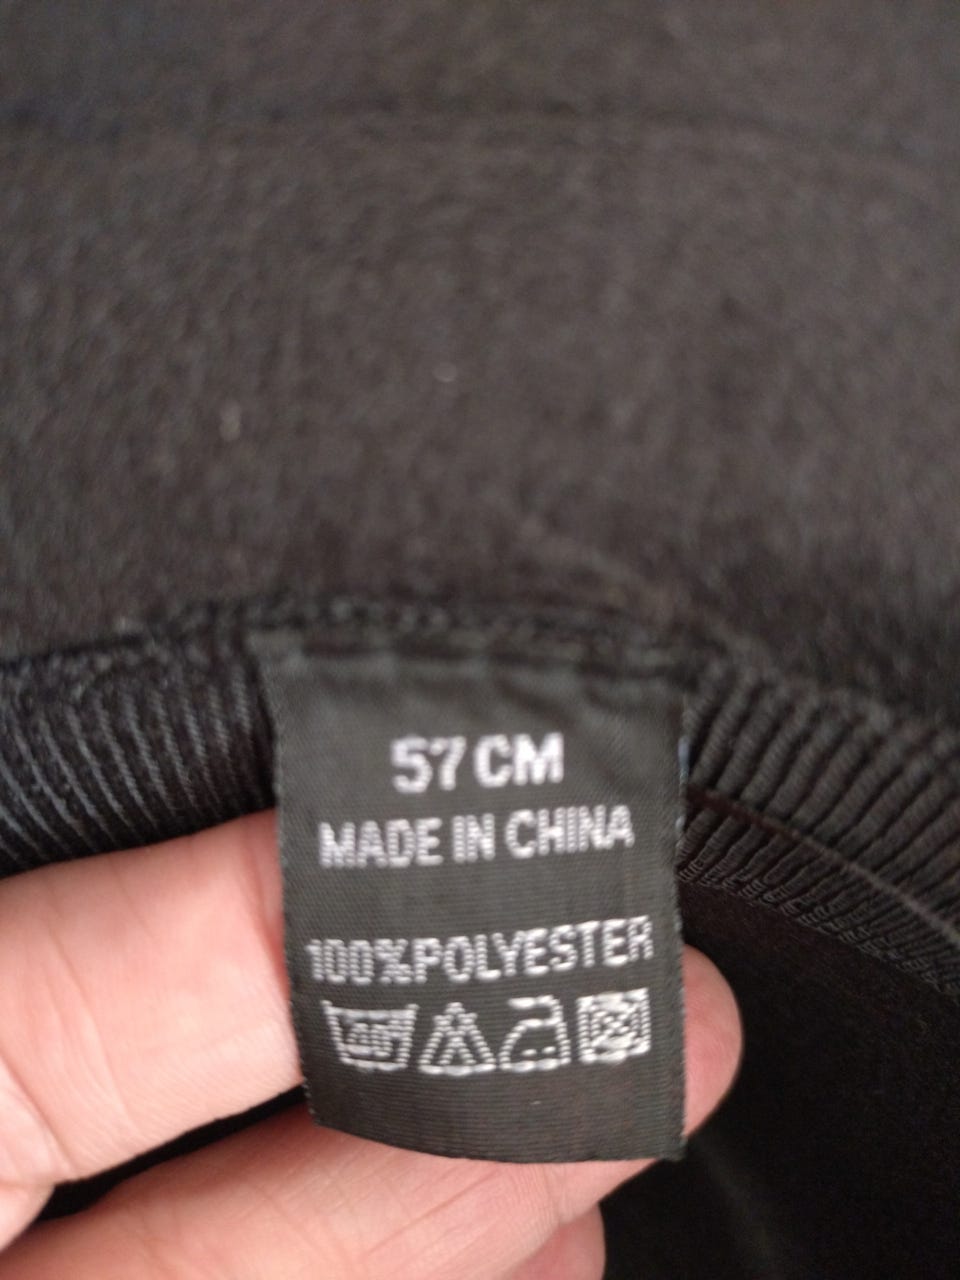 57 CM
MADE IN CHINA
100% POLYESTER